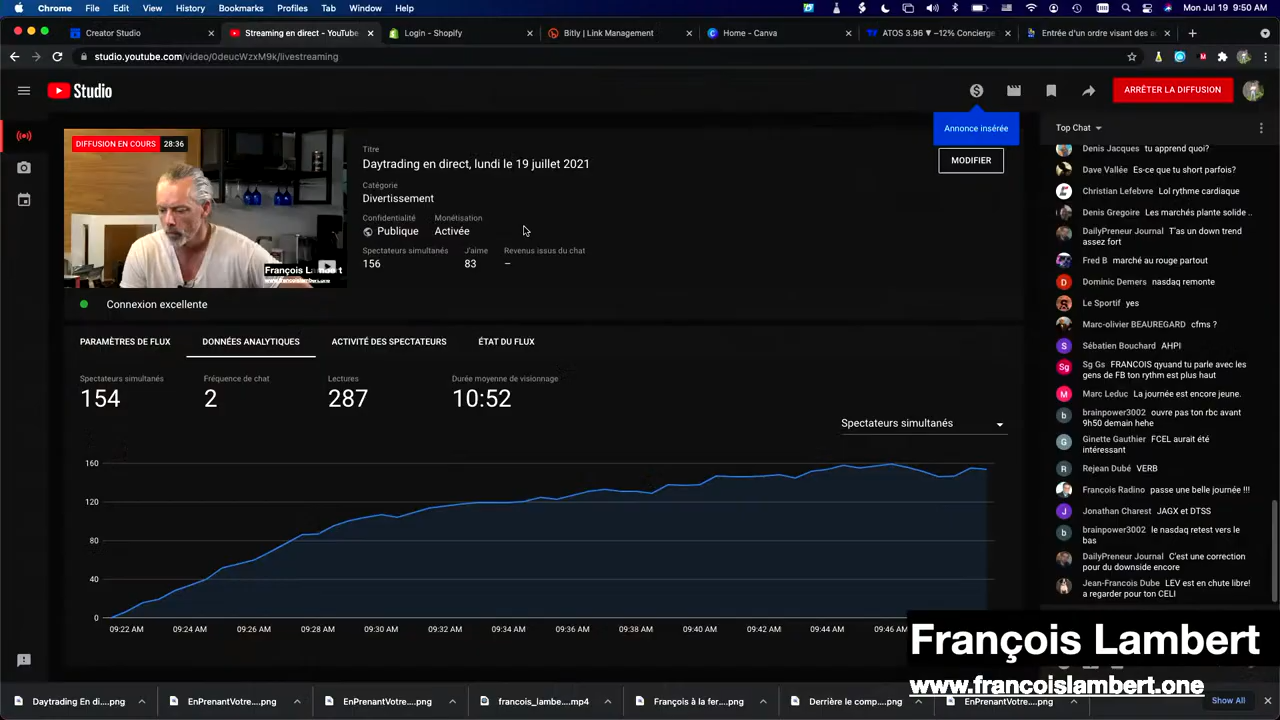 Chrome File Edit View History Bookmarks Profiles Tab Window Help Mon Jul 19 9:50 AM
Creator Studio Streaming en direct - YouTube Login - Shopify Bitly | Link Management Home - Canva ATOS 3.96 ▼ −12% Concierge Entrée d'un ordre visant des ac
studio.youtube.com/video/0deucWzxM9k/livestreaming
Studio
ARRÊTER LA DIFFUSION
Annonce insérée
MODIFIER
DIFFUSION EN COURS 28:36
François Lambert
Titre
Daytrading en direct, lundi le 19 juillet 2021
Catégorie
Divertissement
Confidentialité Monétisation
Publique Activée
Spectateurs simultanés J'aime Revenus issus du chat
156 83 –
Connexion excellente
PARAMÈTRES DE FLUX DONNÉES ANALYTIQUES ACTIVITÉ DES SPECTATEURS ÉTAT DU FLUX
Spectateurs simultanés Fréquence de chat Lectures Durée moyenne de visionnage
154 2 287 10:52
Spectateurs simultanés
160
120
80
40
0
09:22 AM 09:24 AM 09:26 AM 09:28 AM 09:30 AM 09:32 AM 09:34 AM 09:36 AM 09:38 AM 09:40 AM 09:42 AM 09:44 AM 09:46 AM
Top Chat
Denis Jacques tu apprend quoi?
Dave Vallée Es-ce que tu short parfois?
Christian Lefebvre Lol rythme cardiaque
Denis Gregoire Les marchés plante solide ..
DailyPreneur Journal T'as un down trend
assez fort
Fred B marché au rouge partout
Dominic Demers nasdaq remonte
Le Sportif yes
Marc-olivier BEAUREGARD cfms ?
Sébatien Bouchard AHPI
Sg Gs FRANCOIS qyuand tu parle avec les
gens de FB ton rythm est plus haut
Marc Leduc La journée est encore jeune.
brainpower3002 ouvre pas ton rbc avant
9h50 demain hehe
Ginette Gauthier FCEL aurait été
intéressant
Rejean Dubé VERB
Francois Radino passe une belle journée !!!
Jonathan Charest JAGX et DTSS
brainpower3002 le nasdaq retest vers le
bas
DailyPreneur Journal C'est une correction
pour du downside encore
Jean-Francois Dube LEV est en chute libre!
a regarder pour ton CELI
François Lambert
www.francoislambert.one
Daytrading En di....png EnPrenantVotre....png EnPrenantVotre....png francois_lambe....mp4 François à la fer....png Derrière le comp....png EnPrenantVotre....png Show All